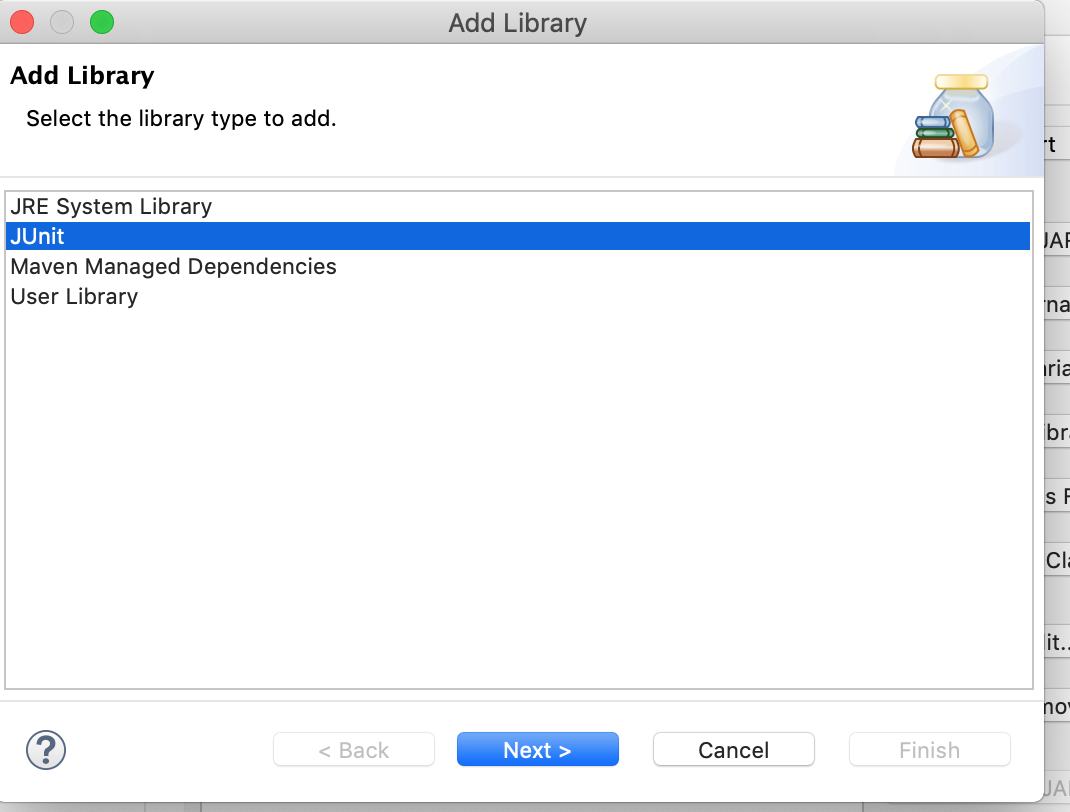 Add Library
Add Library
Select the library type to add.
JRE System Library
JUnit
Maven Managed Dependencies
User Library
?
< Back
Next >
Cancel
Finish